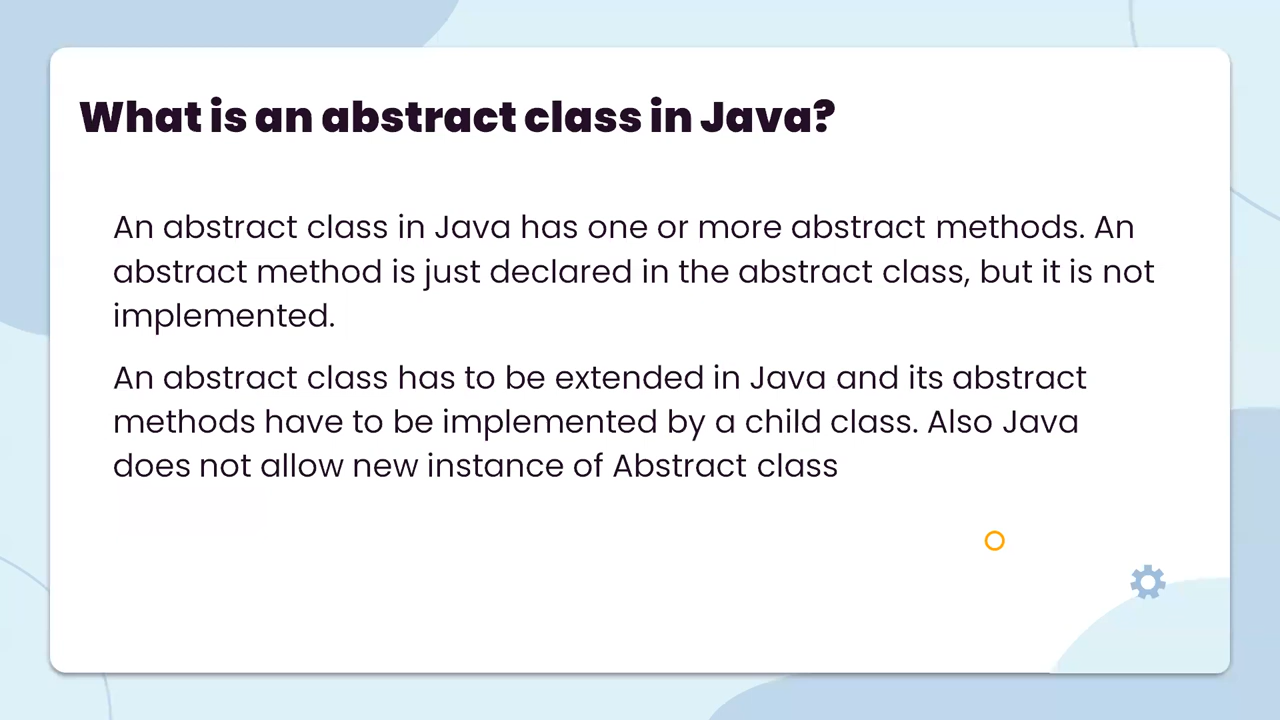 What is an abstract class in Java?
An abstract class in Java has one or more abstract methods. An
abstract method is just declared in the abstract class, but it is not
implemented.
An abstract class has to be extended in Java and its abstract
methods have to be implemented by a child class. Also Java
does not allow new instance of Abstract class